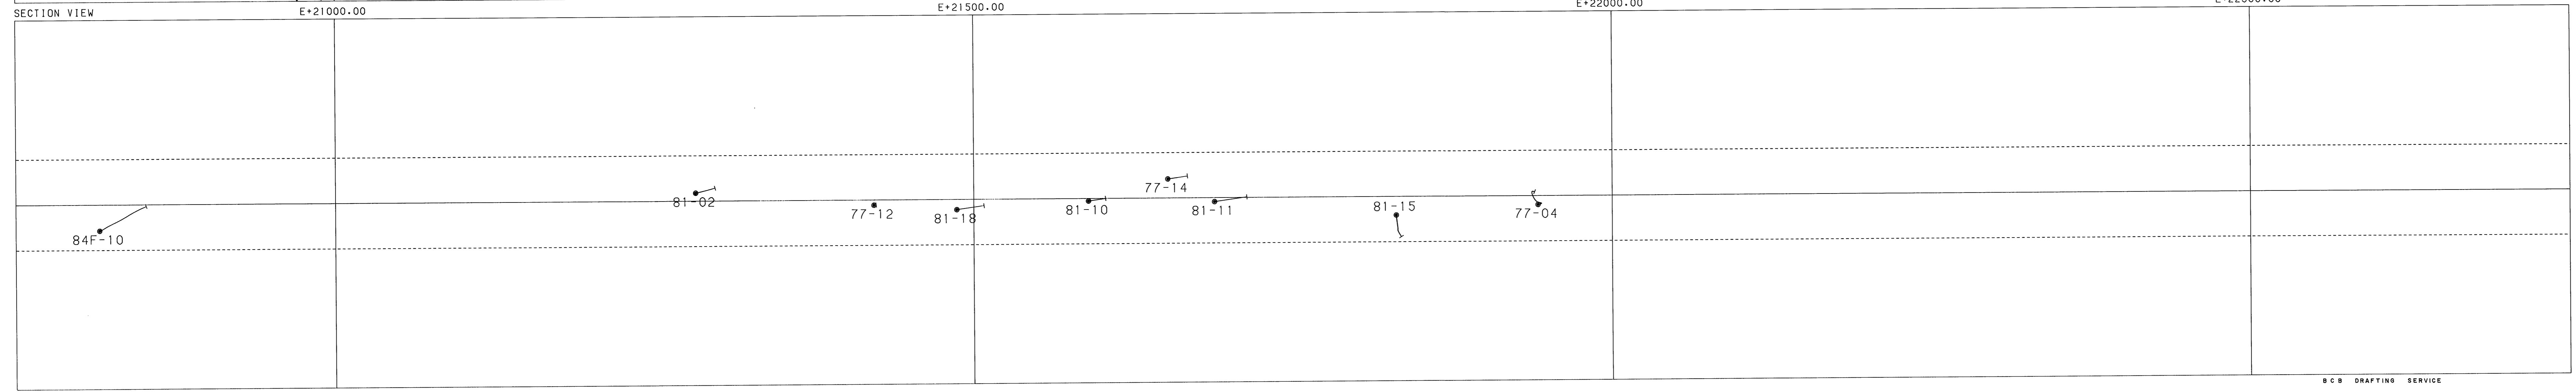 SECTION VIEW
E+21000.00
E+21500.00
E+22000.00
84F-10
81-02
77-12
81-18
81-10
77-14
81-11
81-15
77-04
BCB DRAFTING SERVICE